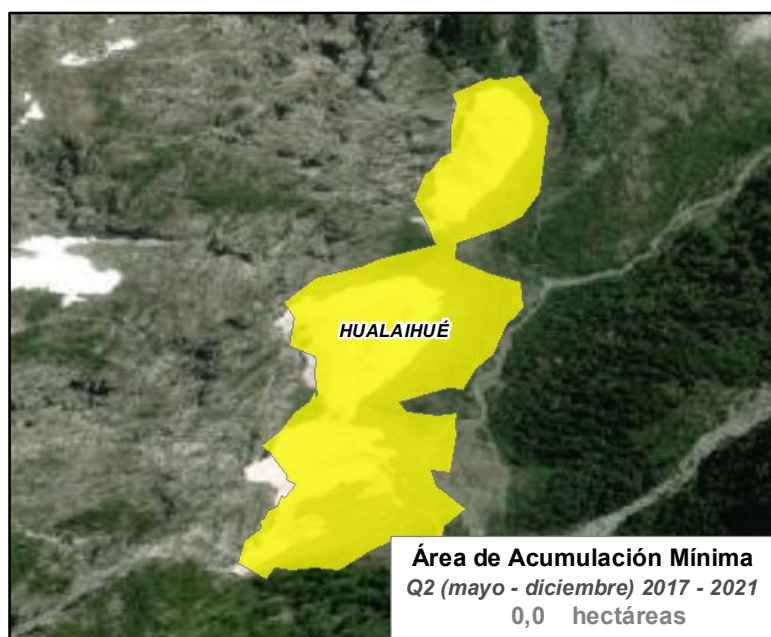 HUALAIHUÉ
Área de Acumulación Mínima
Q2 (mayo - diciembre) 2017 - 2021
0,0 hectáreas